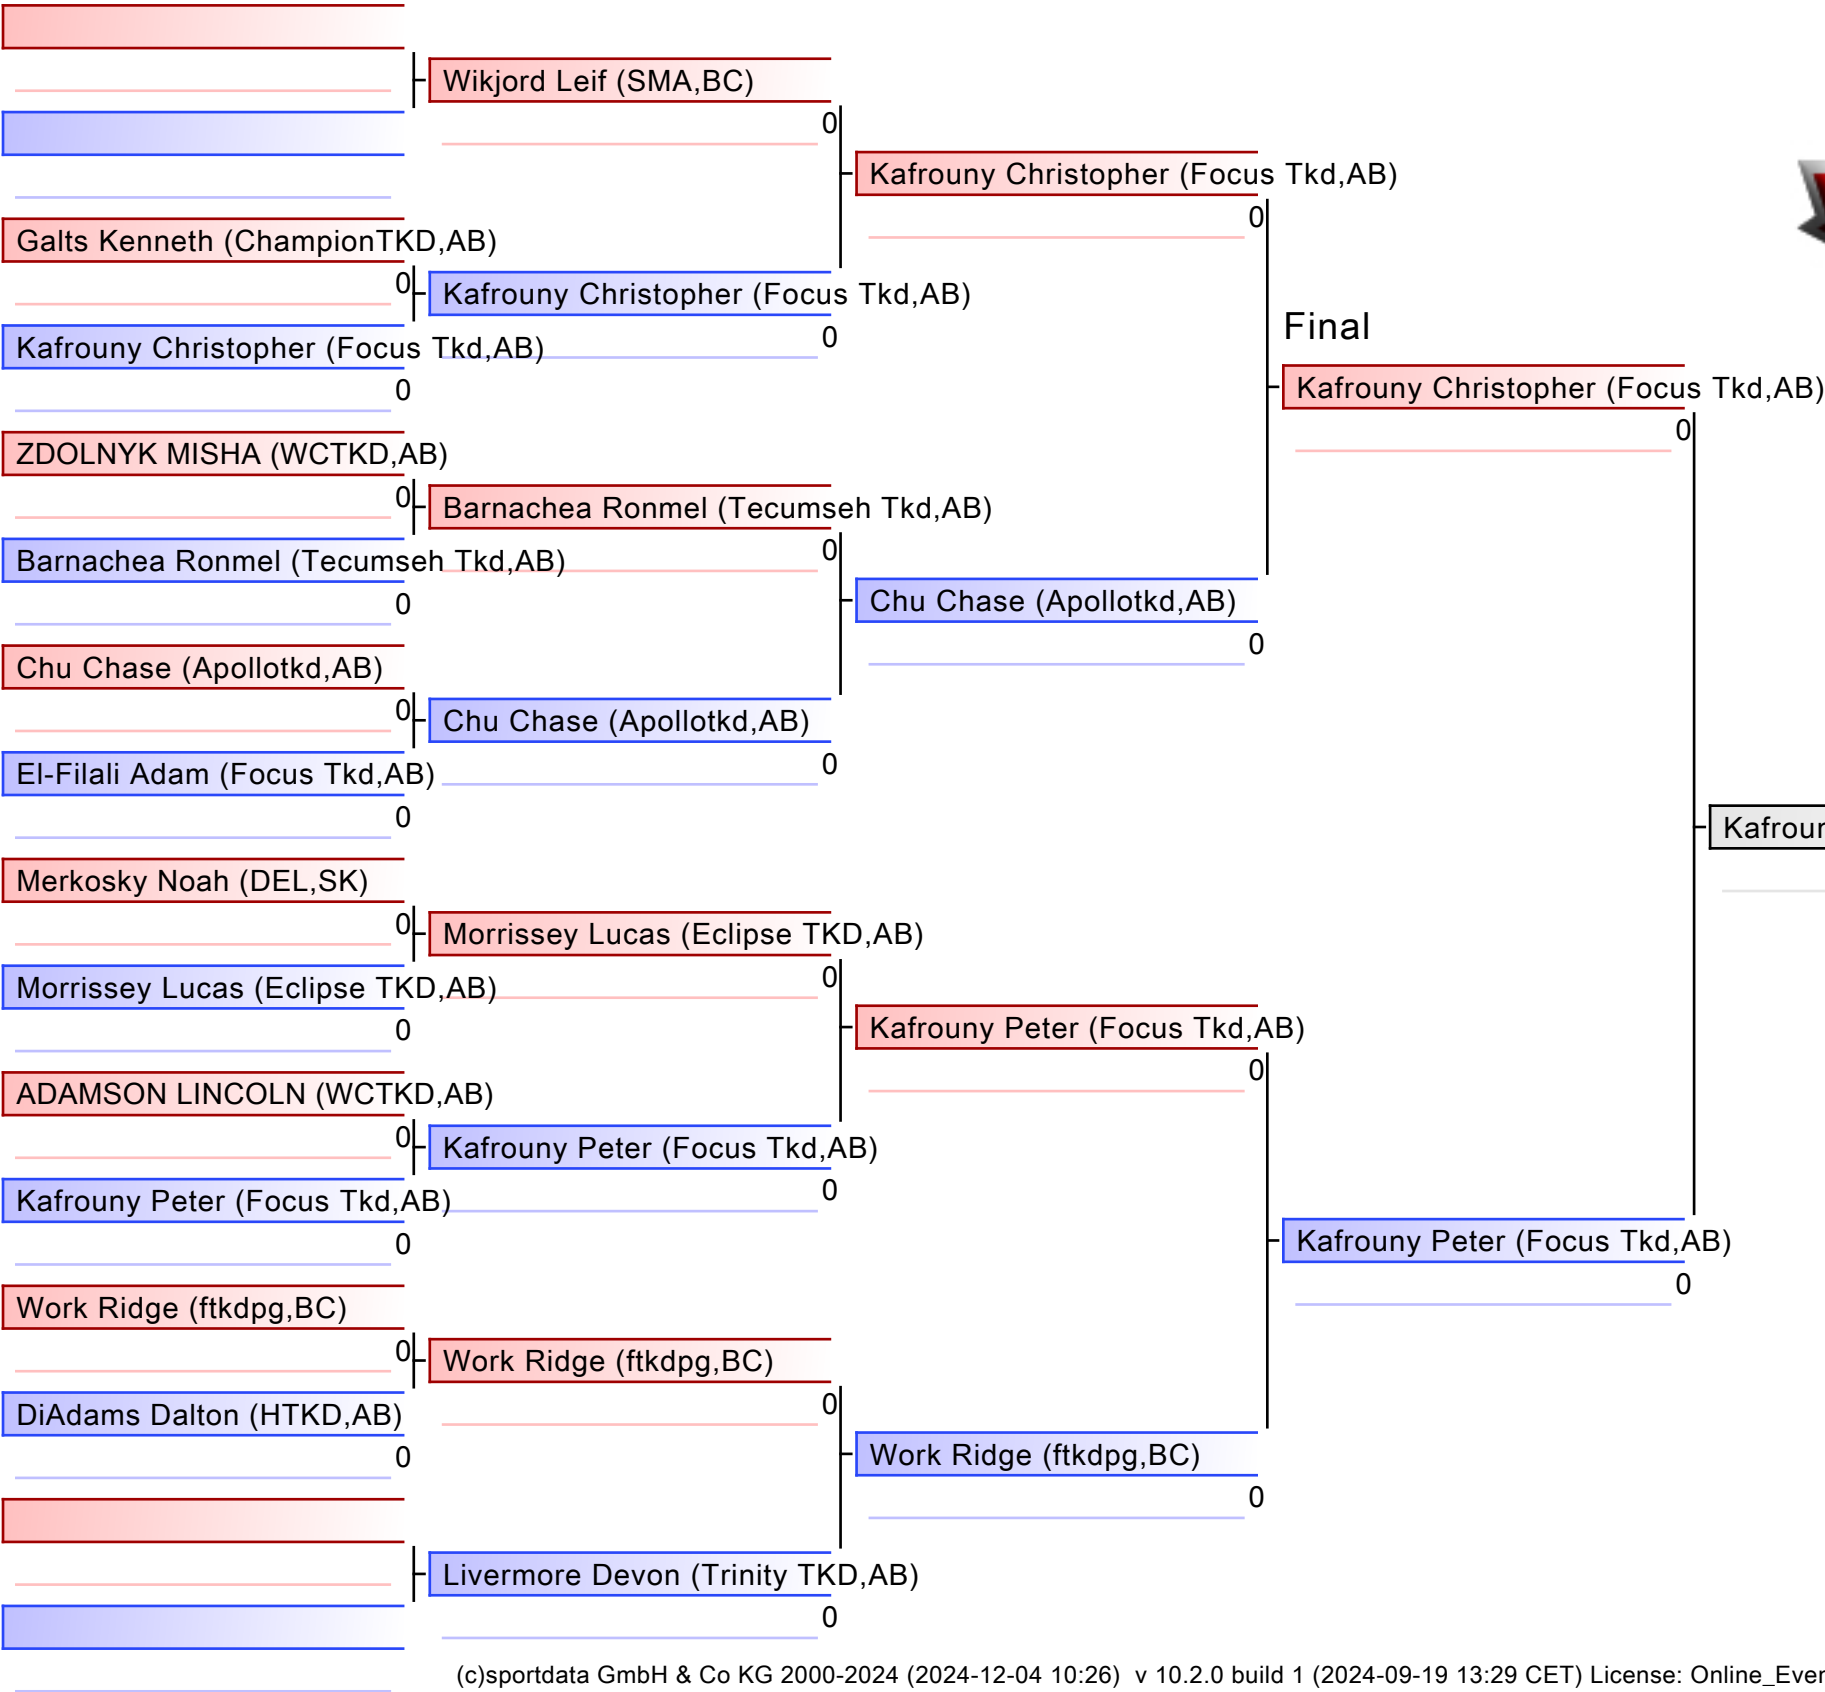 Wikjord Leif (SMA,BC)
0
Kafrouny Christopher (Focus Tkd,AB)
0
Galts Kenneth (ChampionTKD,AB)
0
Kafrouny Christopher (Focus Tkd,AB)
0
Final
Kafrouny Christopher (Focus Tkd,AB)
0
Kafrouny Christopher (Focus Tkd,AB)
0
ZDOLNYK MISHA (WCTKD,AB)
0
Barnachea Ronmel (Tecumseh Tkd,AB)
0
Barnachea Ronmel (Tecumseh Tkd,AB)
0
Chu Chase (Apollotkd,AB)
0
Chu Chase (Apollotkd,AB)
0
Chu Chase (Apollotkd,AB)
0
El-Filali Adam (Focus Tkd,AB)
0
Merkosky Noah (DEL,SK)
0
Morrissey Lucas (Eclipse TKD,AB)
0
Morrissey Lucas (Eclipse TKD,AB)
0
Kafrouny Peter (Focus Tkd,AB)
0
ADAMSON LINCOLN (WCTKD,AB)
0
Kafrouny Peter (Focus Tkd,AB)
0
Kafrouny Peter (Focus Tkd,AB)
0
Kafrouny Peter (Focus Tkd,AB)
0
Work Ridge (ftkdpg,BC)
0
Work Ridge (ftkdpg,BC)
0
DiAdams Dalton (HTKD,AB)
0
Work Ridge (ftkdpg,BC)
0
Livermore Devon (Trinity TKD,AB)
0
(c)sportdata GmbH & Co KG 2000-2024 (2024-12-04 10:26) v 10.2.0 build 1 (2024-09-19 13:29 CET) License: Online_Even